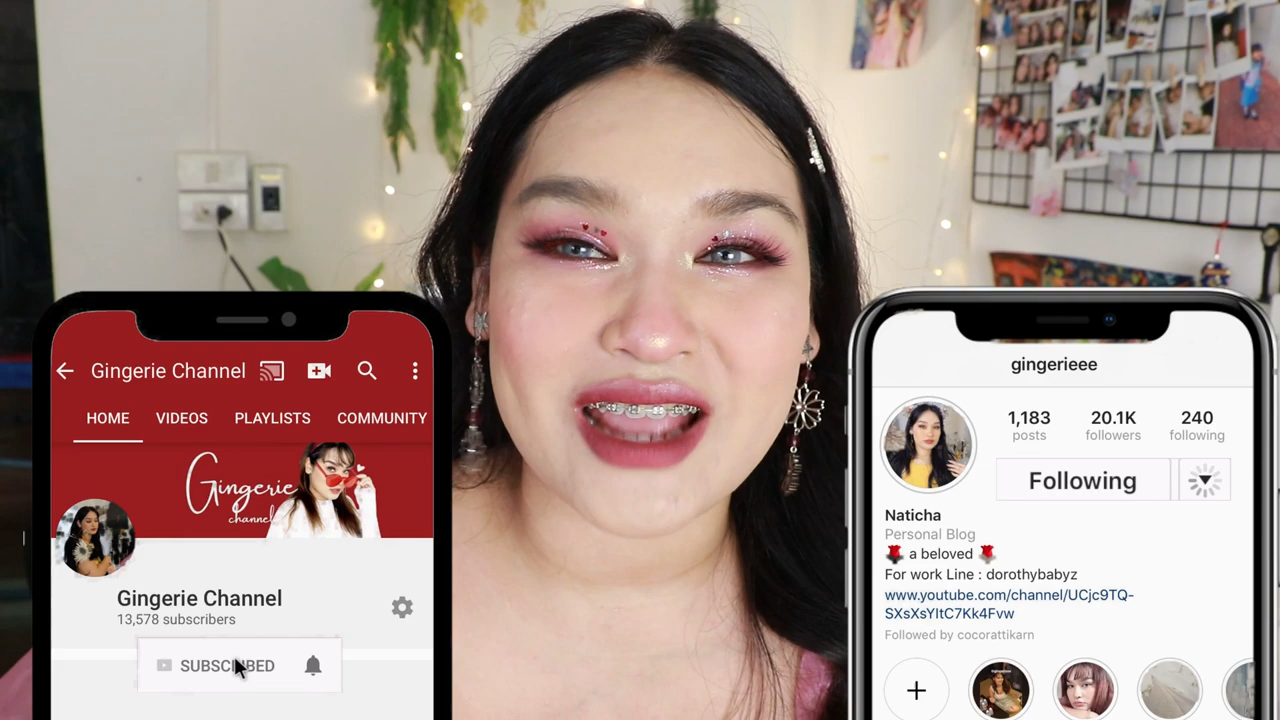 Gingerie Channel
HOME VIDEOS PLAYLISTS COMMUNITY
Gingerie
channel
Gingerie Channel
13,578 subscribers
SUBSCRIBED
gingerieee
1,183 20.1K 240
posts followers following
Following
Naticha
Personal Blog
🌹 a beloved 🌹
For work Line : dorothybabyz
www.youtube.com/channel/UCjc9TQ-
SXsXsYltC7Kk4Fvw
Followed by cocorattikarn